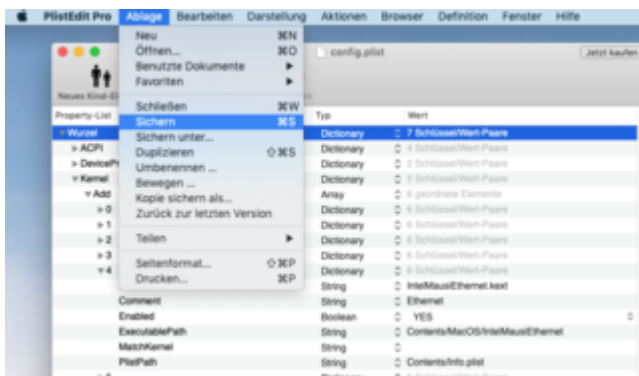 PlistEdit Pro Ablage Bearbeiten Darstellung Aktionen Browser Definition Fenster Hilfe
Neu ⌘N
Öffnen... ⌘O
Benutzte Dokumente ▶
Favoriten ▶
Schließen ⌘W
Sichern ⌘S
Sichern unter...
Duplizieren ⇧⌘S
Umbenennen ...
Bewegen ...
Kopie sichern als...
Zurück zur letzten Version
Teilen ▶
Seitenformat... ⇧⌘P
Drucken... ⌘P
config.plist
Jetzt kaufen
Neues Kind-El
Property-List Typ Wert
Wurzel Dictionary 7 Schlüssel/Wert-Paare
ACPI Dictionary 4 Schlüssel/Wert-Paare
DevicePr Dictionary 2 Schlüssel/Wert-Paare
Kernel Dictionary 5 Schlüssel/Wert-Paare
Add Array 6 geordnete Elemente
0 Dictionary 6 Schlüssel/Wert-Paare
1 Dictionary 6 Schlüssel/Wert-Paare
2 Dictionary 6 Schlüssel/Wert-Paare
3 Dictionary 6 Schlüssel/Wert-Paare
4 Dictionary 6 Schlüssel/Wert-Paare
String IntelMausiEthernet.kext
Comment String Ethernet
Enabled Boolean YES
ExecutablePath String Contents/MacOS/IntelMausiEthernet
MatchKernel String
PlistPath String Contents/Info.plist